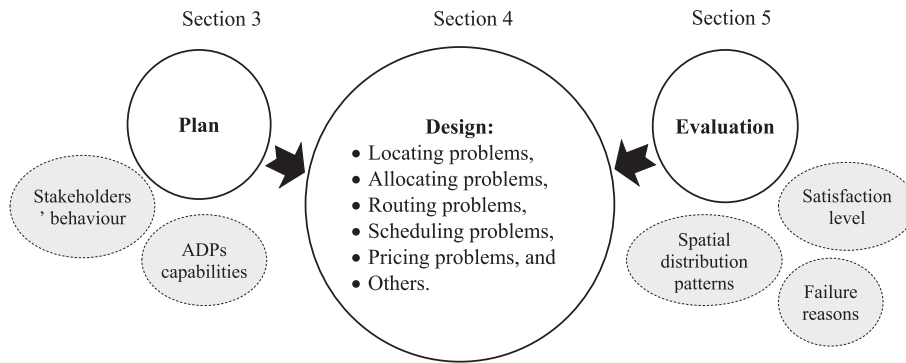 Section 3
Section 4
Section 5
Plan
Stakeholders
’ behaviour
ADPs
capabilities
Design:
• Locating problems,
• Allocating problems,
• Routing problems,
• Scheduling problems,
• Pricing problems, and
• Others.
Evaluation
Satisfaction
level
Spatial
distribution
patterns
Failure
reasons